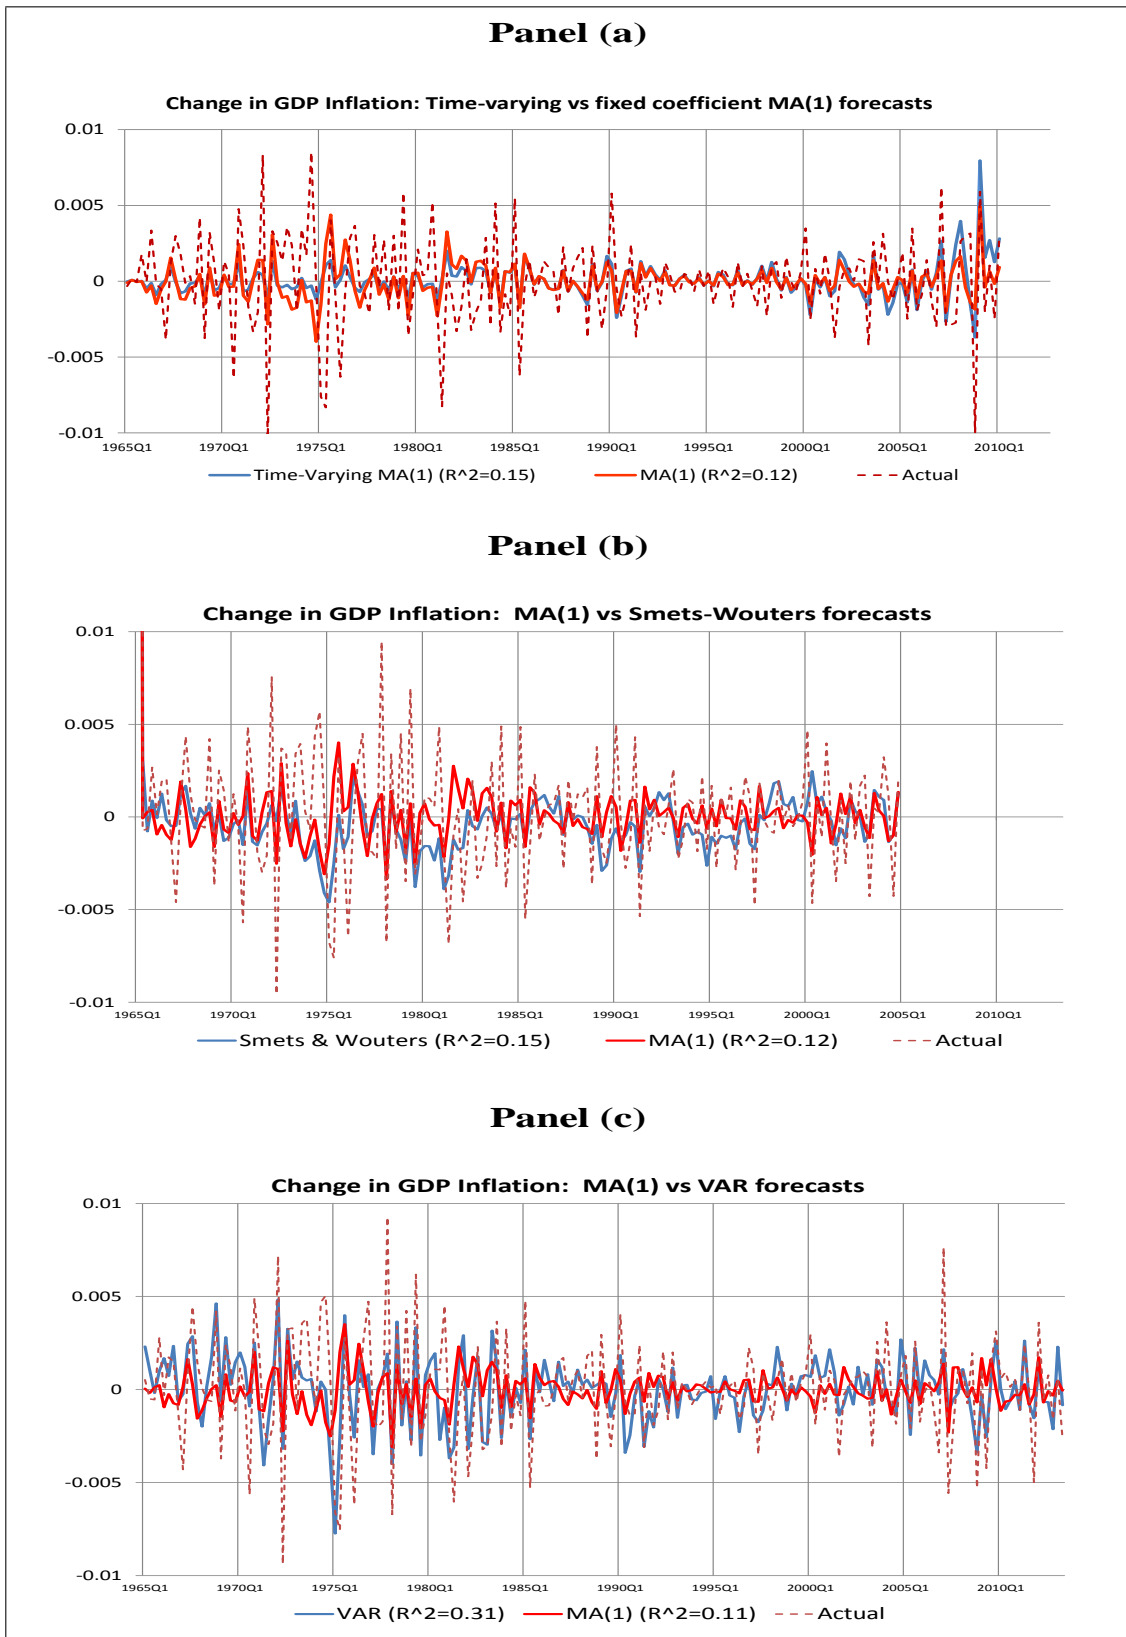 Panel (a)
Change in GDP Inflation: Time-varying vs fixed coefficient MA(1) forecasts
0.01
0.005
0
-0.005
-0.01
1965Q1 1970Q1 1975Q1 1980Q1 1985Q1 1990Q1 1995Q1 2000Q1 2005Q1 2010Q1
Time-Varying MA(1) (R^2=0.15) MA(1) (R^2=0.12) Actual
Panel (b)
Change in GDP Inflation: MA(1) vs Smets-Wouters forecasts
0.01
0.005
0
-0.005
-0.01
1965Q1 1970Q1 1975Q1 1980Q1 1985Q1 1990Q1 1995Q1 2000Q1 2005Q1 2010Q1
Smets & Wouters (R^2=0.15) MA(1) (R^2=0.12) Actual
Panel (c)
Change in GDP Inflation: MA(1) vs VAR forecasts
0.01
0.005
0
-0.005
-0.01
1965Q1 1970Q1 1975Q1 1980Q1 1985Q1 1990Q1 1995Q1 2000Q1 2005Q1 2010Q1
VAR (R^2=0.31) MA(1) (R^2=0.11) Actual